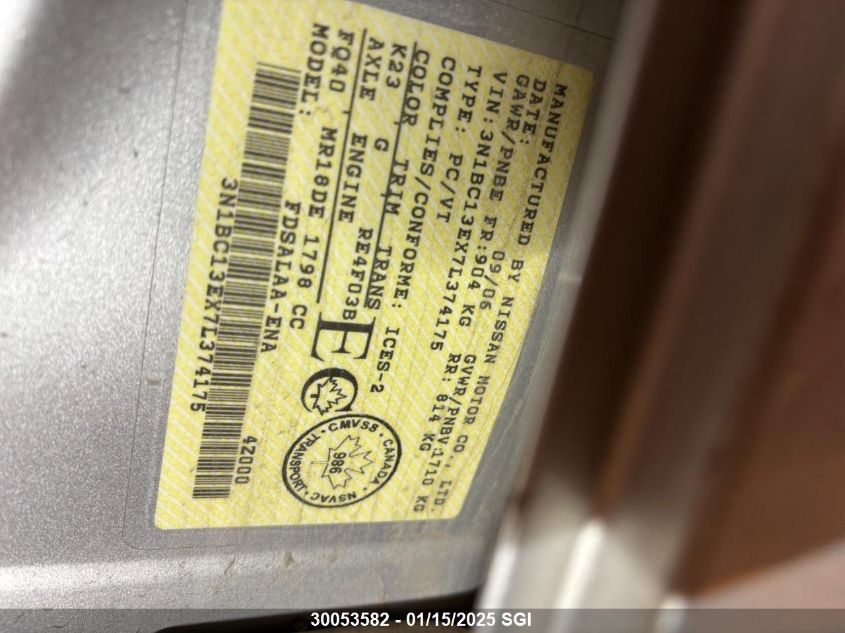 MANUFACTURED BY NISSAN MOTOR CO., LTD.
DATE: 09/06 GVWR/PNBV:1710 KG
GAWR/PNBE FR:904 KG RR: 814 KG
VIN:3N1BC13EX7L374175
TYPE: PC/VT
COMPLIES/CONFORME: ICES-2
COLOR TRIM TRANS
K23 G RE4F03B
AXLE ENGINE
FQ40 MR18DE 1798 CC
MODEL: FDSALAA-ENA
EC
TRANSPORT · CMVSS · CANADA · NSVAC
986
42000
3N1BC13EX7L374175
30053582 - 01/15/2025 SGI